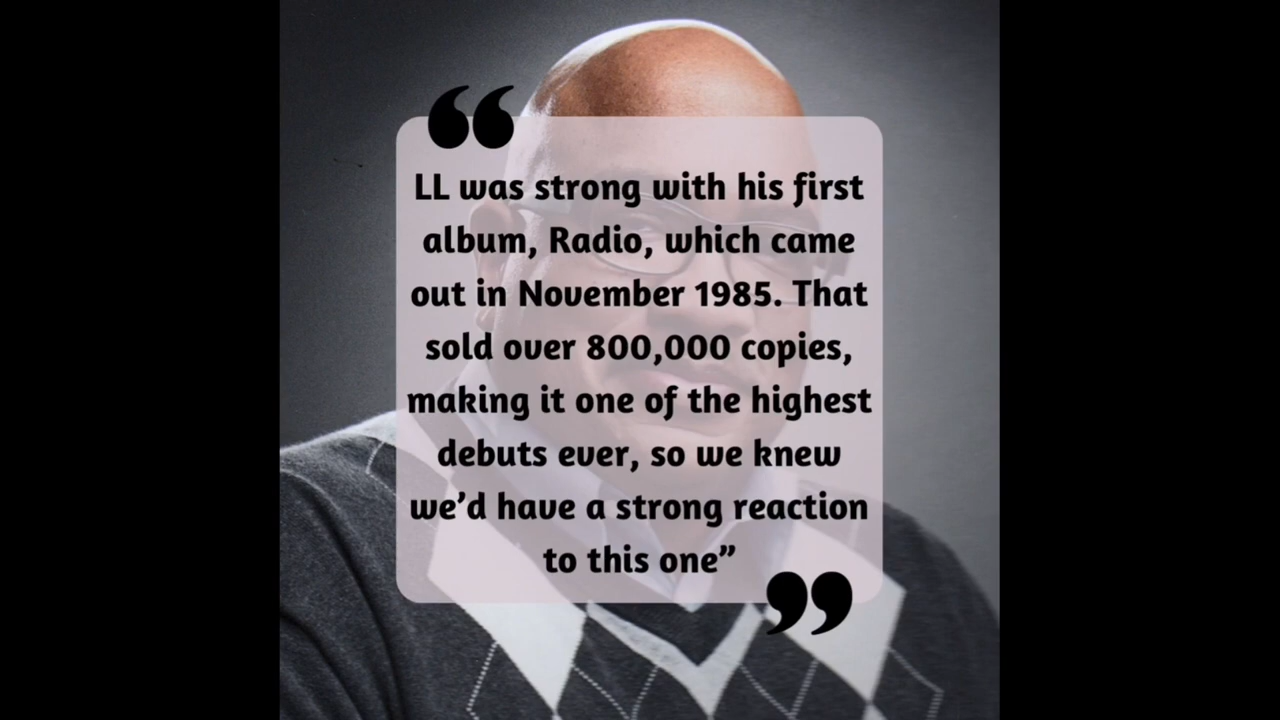 “
LL was strong with his first
album, Radio, which came
out in November 1985. That
sold over 800,000 copies,
making it one of the highest
debuts ever, so we knew
we’d have a strong reaction
to this one”
”